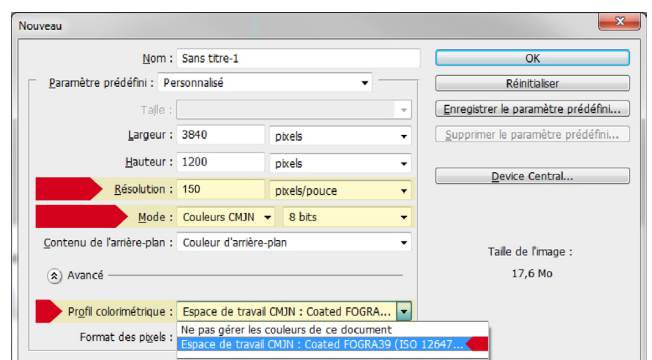 Nouveau
Nom : Sans titre-1
OK
Paramètre prédéfini : Personnalisé
Réinitialiser
Taille :
Enregistrer le paramètre prédéfini...
Largeur : 3840 pixels
Supprimer le paramètre prédéfini...
Hauteur : 1200 pixels
Device Central...
Résolution : 150 pixels/pouce
Mode : Couleurs CMJN 8 bits
Contenu de l'arrière-plan : Couleur d'arrière-plan
Taille de l'image :
17,6 Mo
Avancé
Profil colorimétrique : Espace de travail CMJN : Coated FOGRA...
Ne pas gérer les couleurs de ce document
Format des pixels : Espace de travail CMJN : Coated FOGRA39 (ISO 12647...